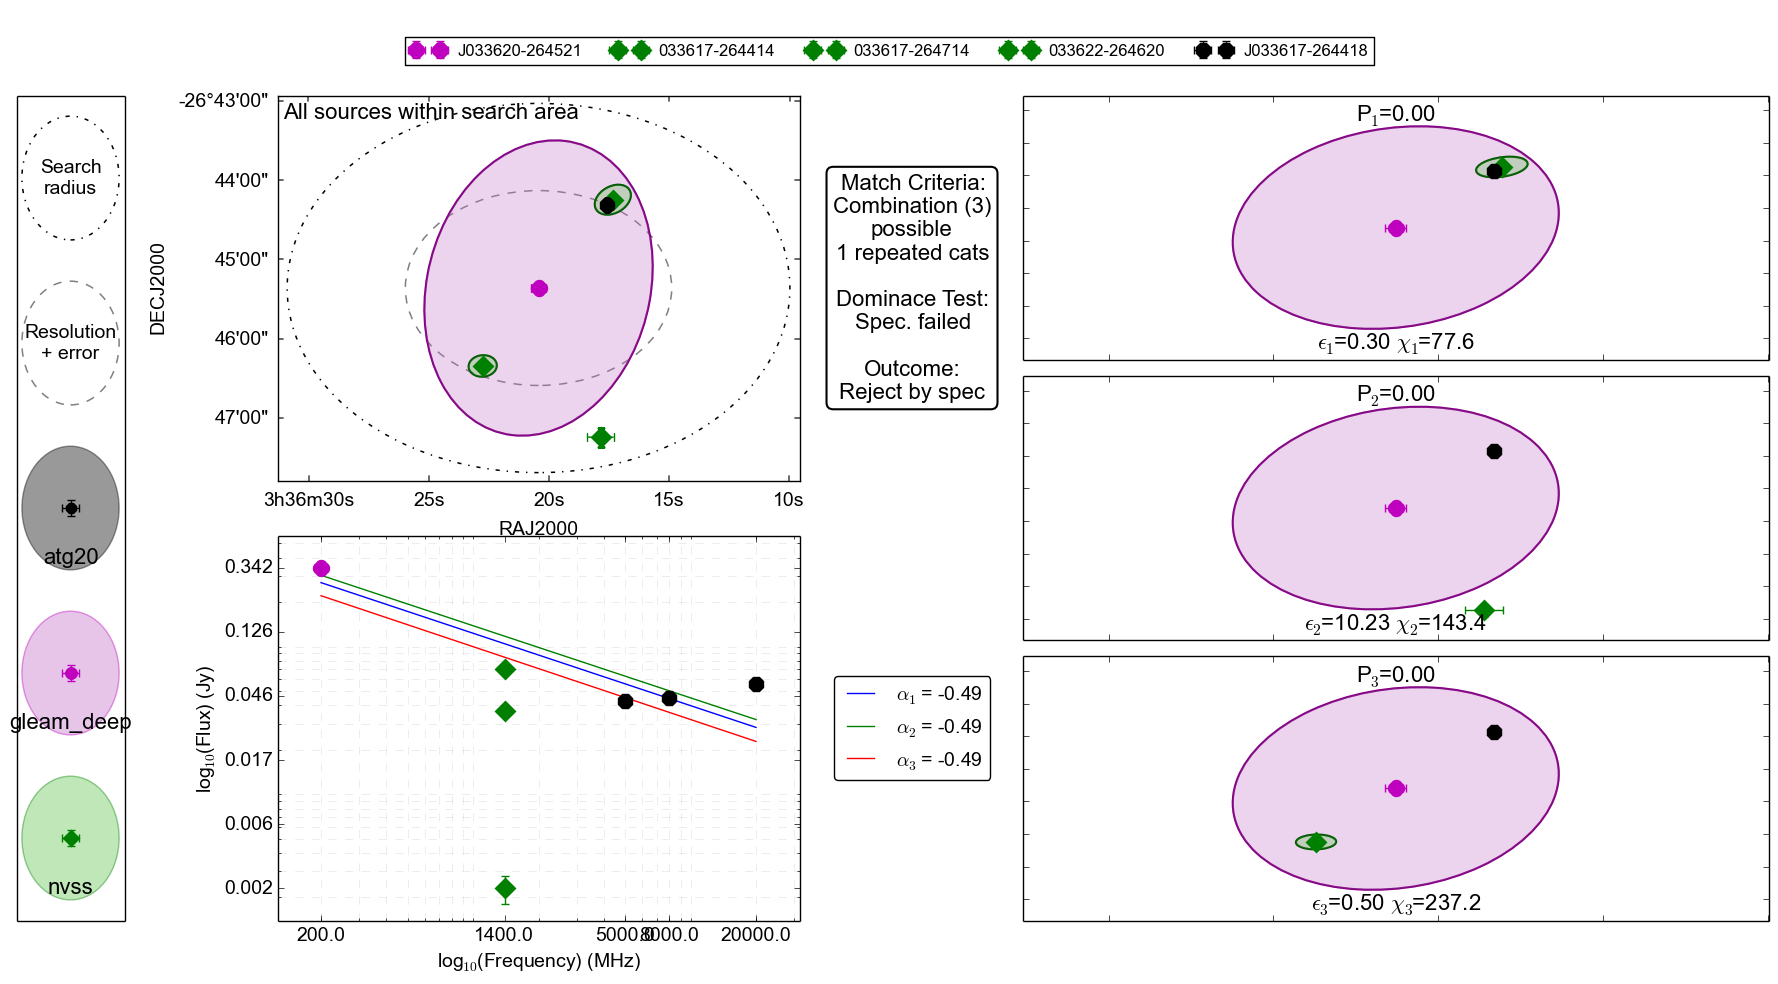 J033620-264521 033617-264414 033617-264714 033622-264620 J033617-264418
Search
radius
Resolution
+ error
atg20
gleam_deep
nvss
All sources within search area
-26°43'00"
44'00"
45'00"
46'00"
47'00"
DECJ2000
3h36m30s 25s 20s 15s 10s
RAJ2000
Match Criteria:
Combination (3)
possible
1 repeated cats
Dominace Test:
Spec. failed
Outcome:
Reject by spec
0.342
0.126
0.046
0.017
0.006
0.002
log₁₀(Flux) (Jy)
200.0 1400.0 5000.0 8000.0 20000.0
log₁₀(Frequency) (MHz)
α₁ = -0.49
α₂ = -0.49
α₃ = -0.49
P₁=0.00
ϵ₁=0.30 χ₁=77.6
P₂=0.00
ϵ₂=10.23 χ₂=143.4
P₃=0.00
ϵ₃=0.50 χ₃=237.2